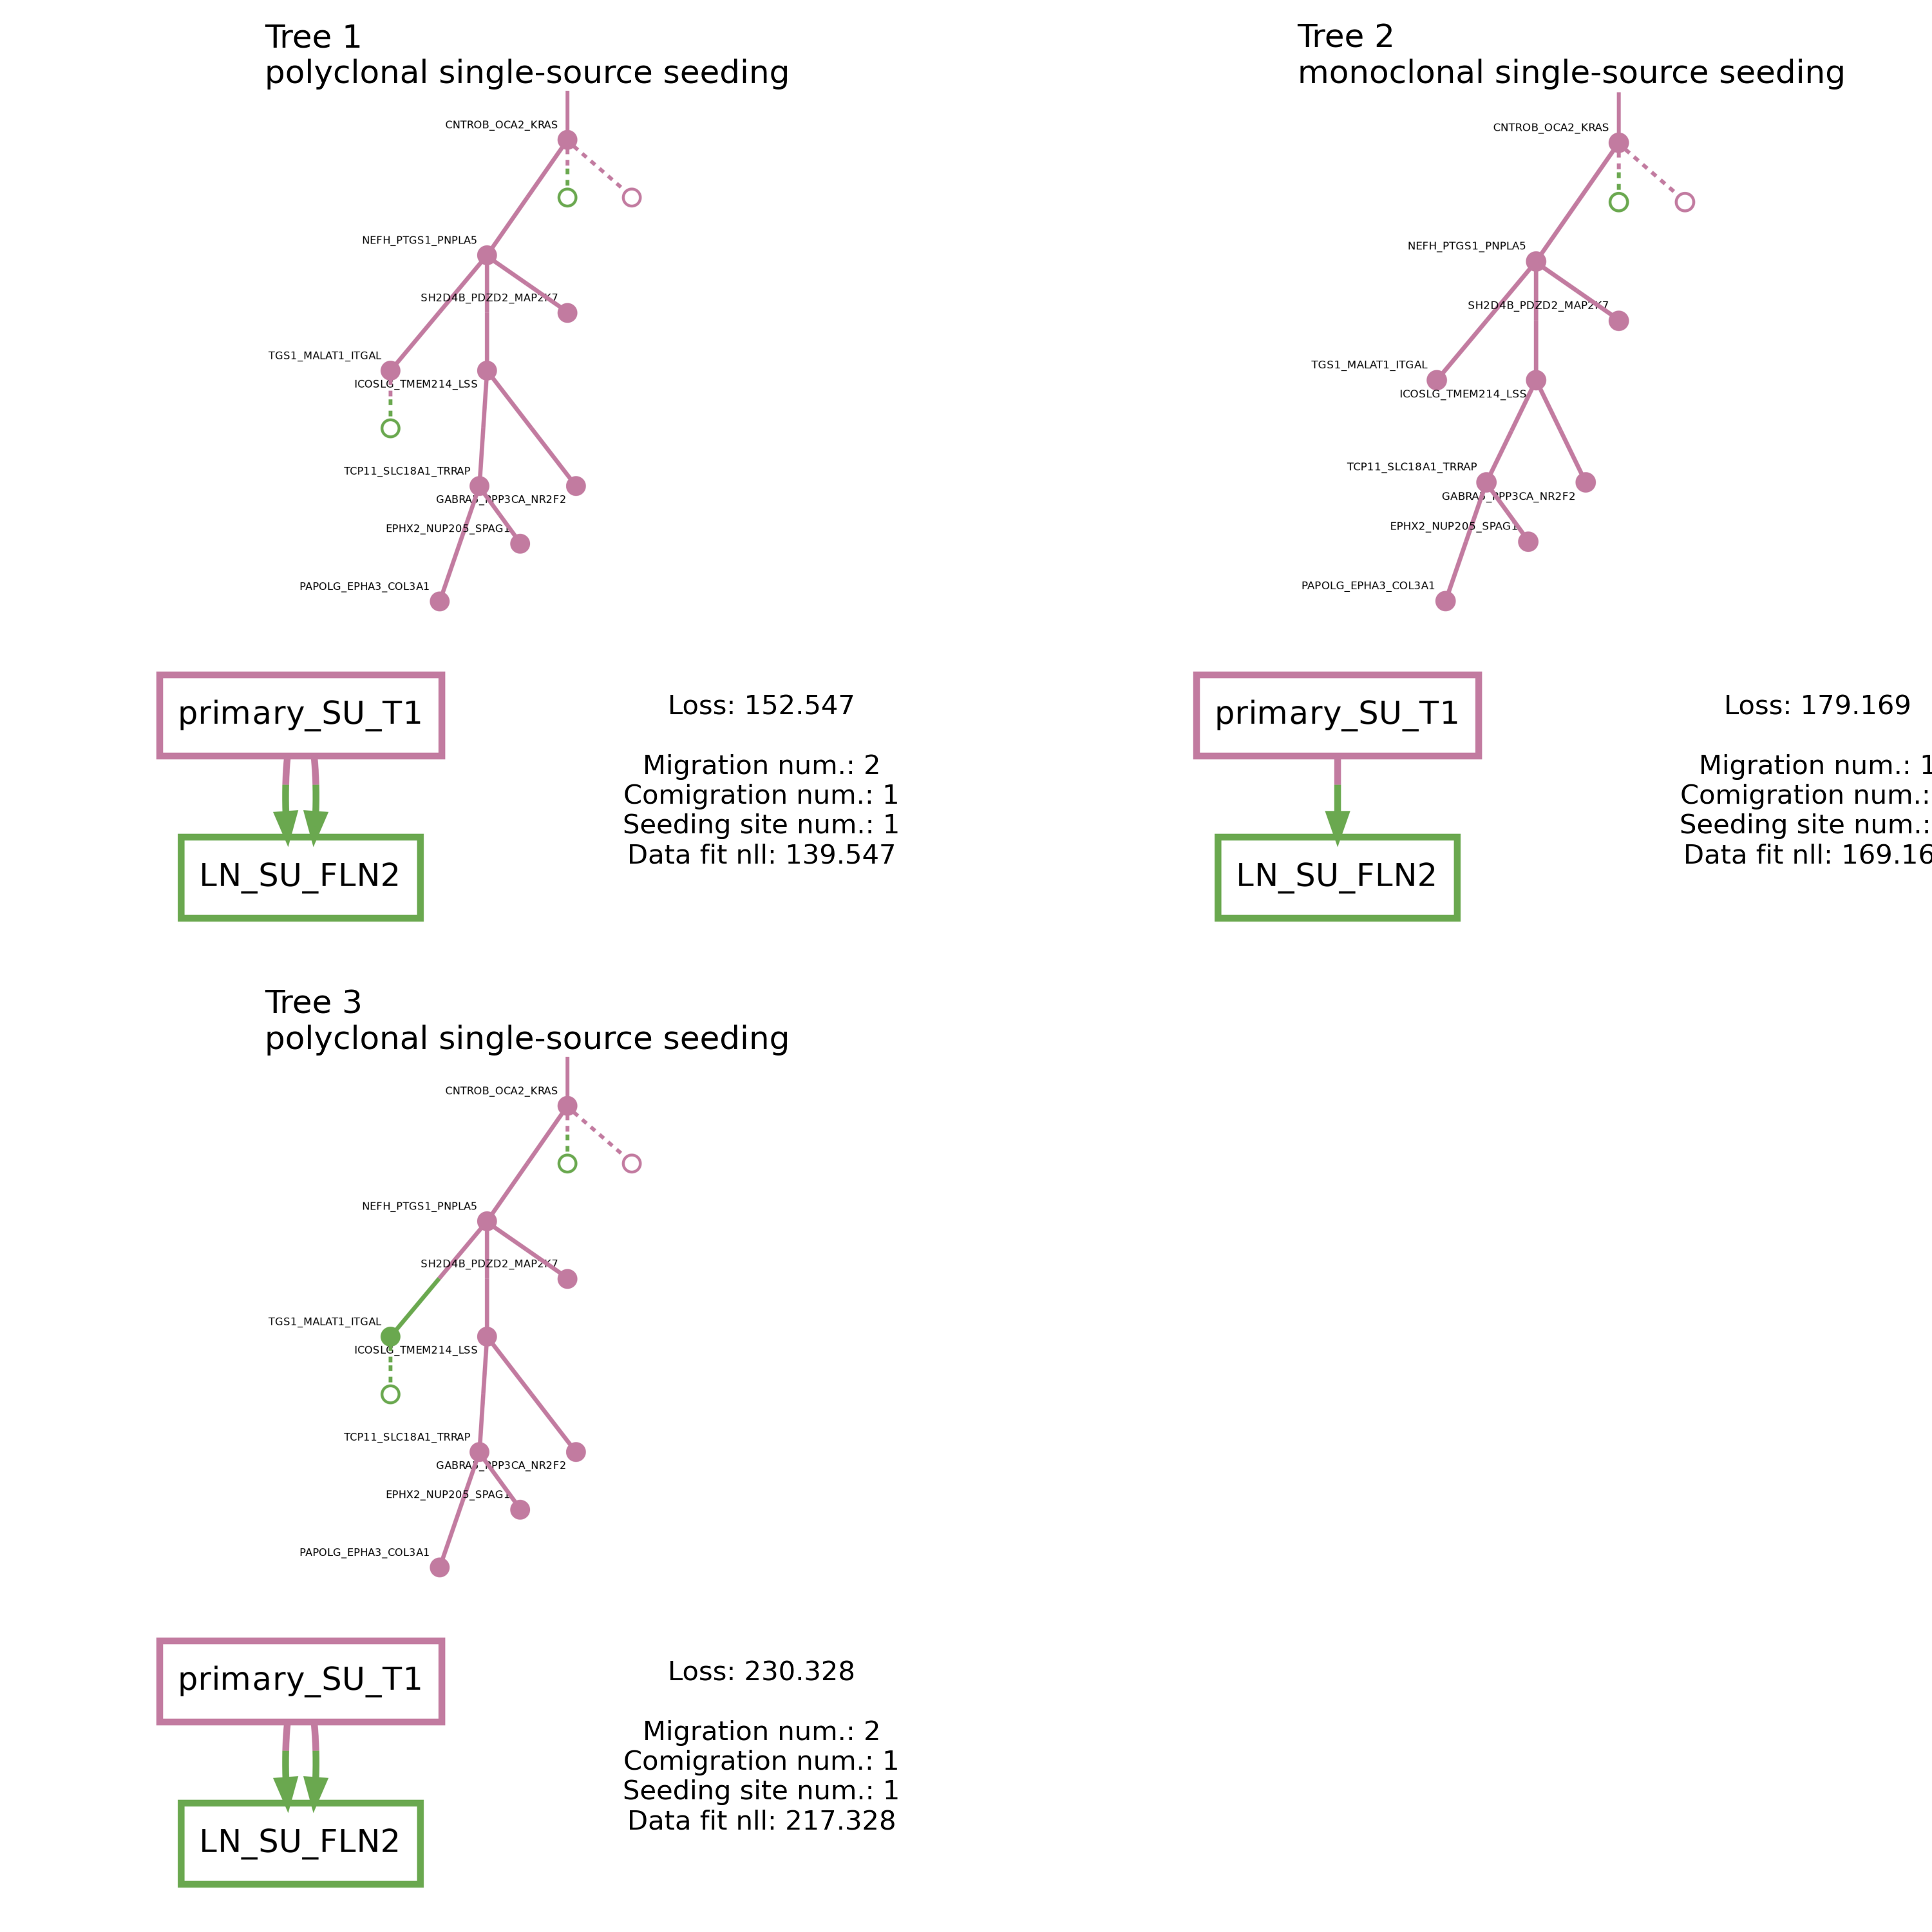 Tree 1
polyclonal single-source seeding
CNTROB_OCA2_KRAS
NEFH_PTGS1_PNPLA5
SH2D4B_PDZD2_MAP2K7
TGS1_MALAT1_ITGAL
ICOSLG_TMEM214_LSS
TCP11_SLC18A1_TRRAP
EPHX2_NUP205_SPAG1
PAPOLG_EPHA3_COL3A1
primary_SU_T1
LN_SU_FLN2
Loss: 152.547
Migration num.: 2
Comigration num.: 1
Seeding site num.: 1
Data fit nll: 139.547
Tree 2
monoclonal single-source seeding
CNTROB_OCA2_KRAS
NEFH_PTGS1_PNPLA5
SH2D4B_PDZD2_MAP2K7
TGS1_MALAT1_ITGAL
ICOSLG_TMEM214_LSS
TCP11_SLC18A1_TRRAP
EPHX2_NUP205_SPAG1
PAPOLG_EPHA3_COL3A1
primary_SU_T1
LN_SU_FLN2
Loss: 179.169
Migration num.: 1
Comigration num.:
Seeding site num.:
Data fit nll: 169.16
Tree 3
polyclonal single-source seeding
CNTROB_OCA2_KRAS
NEFH_PTGS1_PNPLA5
SH2D4B_PDZD2_MAP2K7
TGS1_MALAT1_ITGAL
ICOSLG_TMEM214_LSS
TCP11_SLC18A1_TRRAP
EPHX2_NUP205_SPAG1
PAPOLG_EPHA3_COL3A1
primary_SU_T1
LN_SU_FLN2
Loss: 230.328
Migration num.: 2
Comigration num.: 1
Seeding site num.: 1
Data fit nll: 217.328